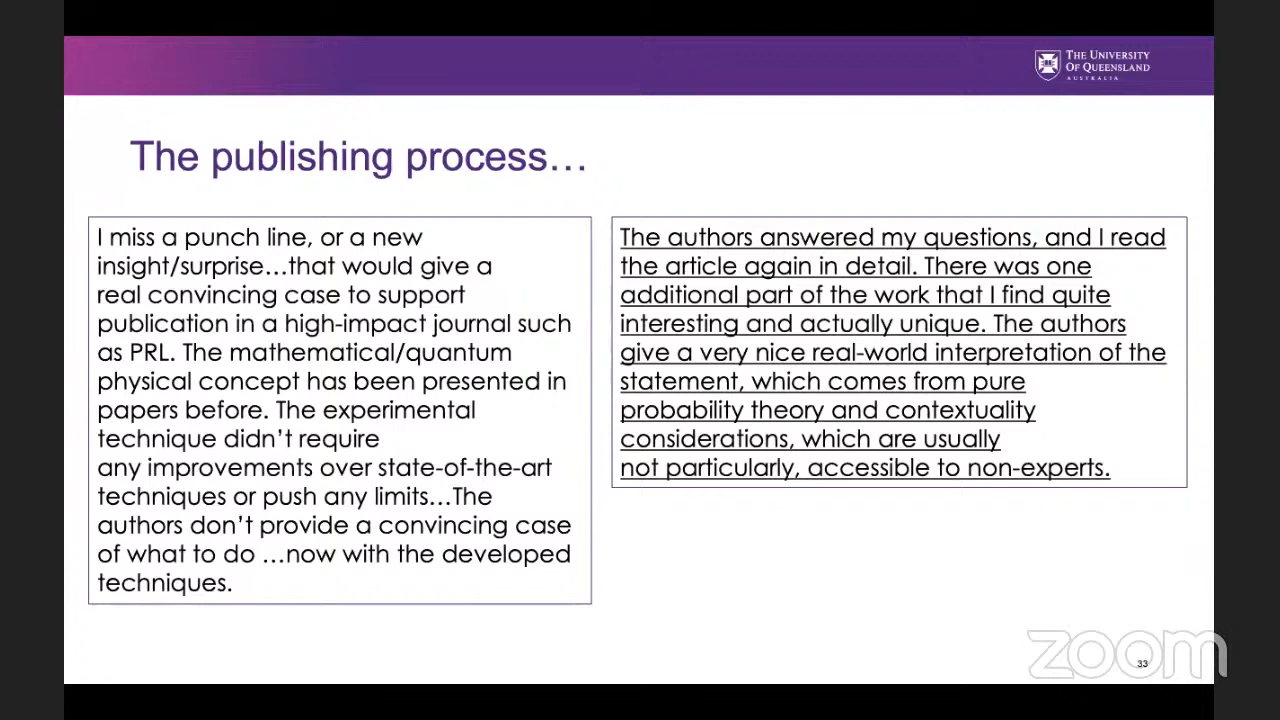 THE UNIVERSITY
OF QUEENSLAND
AUSTRALIA
The publishing process…
I miss a punch line, or a new
insight/surprise…that would give a
real convincing case to support
publication in a high-impact journal such
as PRL. The mathematical/quantum
physical concept has been presented in
papers before. The experimental
technique didn't require
any improvements over state-of-the-art
techniques or push any limits…The
authors don't provide a convincing case
of what to do …now with the developed
techniques.
The authors answered my questions, and I read
the article again in detail. There was one
additional part of the work that I find quite
interesting and actually unique. The authors
give a very nice real-world interpretation of the
statement, which comes from pure
probability theory and contextuality
considerations, which are usually
not particularly, accessible to non-experts.
zoom
33